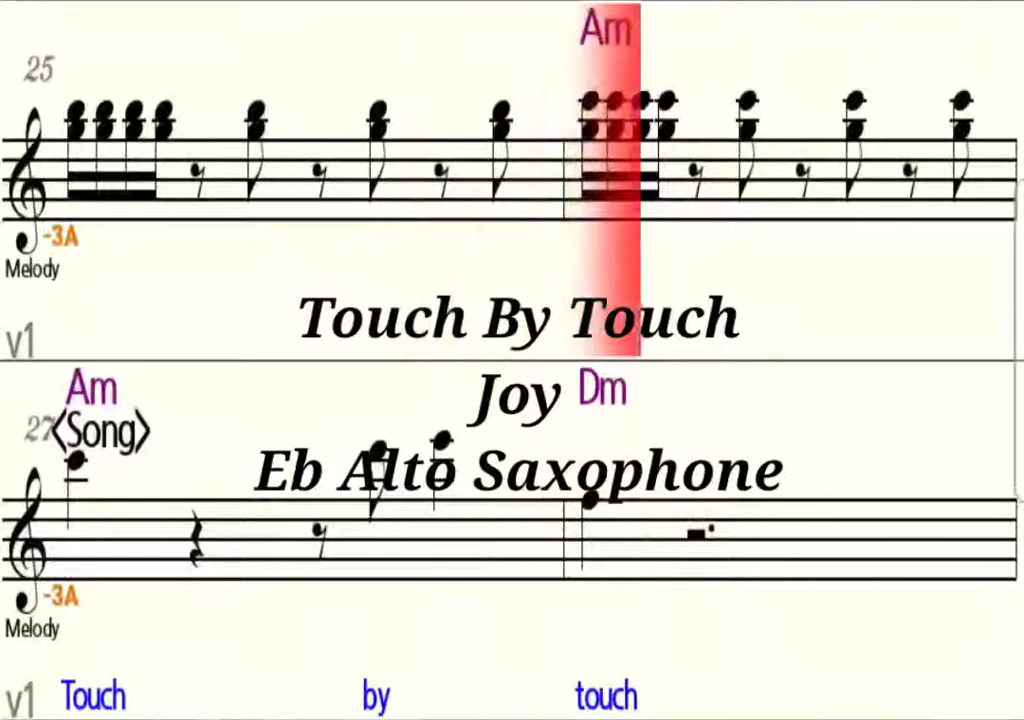 Am
25
-3A
Melody
Touch By Touch
v1
Am
Joy
Dm
27
<Song>
Eb Alto Saxophone
-3A
Melody
v1
Touch by touch